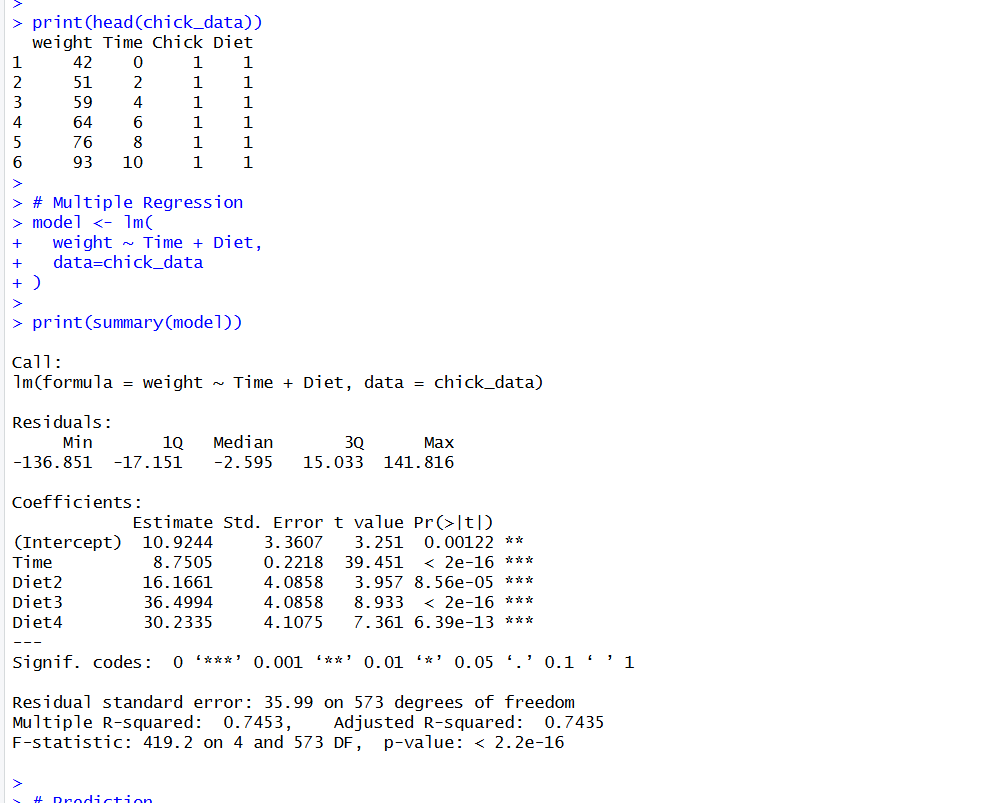 >
> print(head(chick_data))
  weight Time Chick Diet
1     42    0     1    1
2     51    2     1    1
3     59    4     1    1
4     64    6     1    1
5     76    8     1    1
6     93   10     1    1
>
> # Multiple Regression
> model <- lm(
+   weight ~ Time + Diet,
+   data=chick_data
+ )
>
> print(summary(model))

Call:
lm(formula = weight ~ Time + Diet, data = chick_data)

Residuals:
     Min       1Q   Median       3Q      Max
-136.851  -17.151   -2.595   15.033  141.816

Coefficients:
            Estimate Std. Error t value Pr(>|t|)
(Intercept)  10.9244     3.3607   3.251  0.00122 **
Time          8.7505     0.2218  39.451  < 2e-16 ***
Diet2        16.1661     4.0858   3.957 8.56e-05 ***
Diet3        36.4994     4.0858   8.933  < 2e-16 ***
Diet4        30.2335     4.1075   7.361 6.39e-13 ***
---
Signif. codes:  0 ‘***’ 0.001 ‘**’ 0.01 ‘*’ 0.05 ‘.’ 0.1 ‘ ’ 1

Residual standard error: 35.99 on 573 degrees of freedom
Multiple R-squared:  0.7453,    Adjusted R-squared:  0.7435
F-statistic: 419.2 on 4 and 573 DF,  p-value: < 2.2e-16

>
> # Prediction